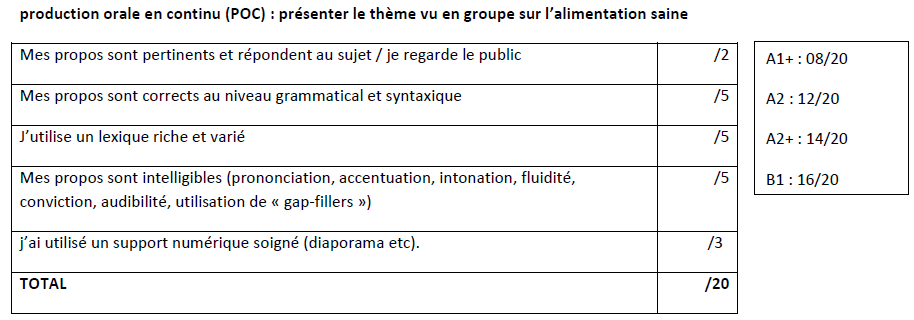 production orale en continu (POC) : présenter le thème vu en groupe sur l'alimentation saine
Mes propos sont pertinents et répondent au sujet / je regarde le public /2
Mes propos sont corrects au niveau grammatical et syntaxique /5
J'utilise un lexique riche et varié /5
Mes propos sont intelligibles (prononciation, accentuation, intonation, fluidité,
conviction, audibilité, utilisation de « gap-fillers ») /5
j'ai utilisé un support numérique soigné (diaporama etc). /3
TOTAL /20
A1+ : 08/20
A2 : 12/20
A2+ : 14/20
B1 : 16/20